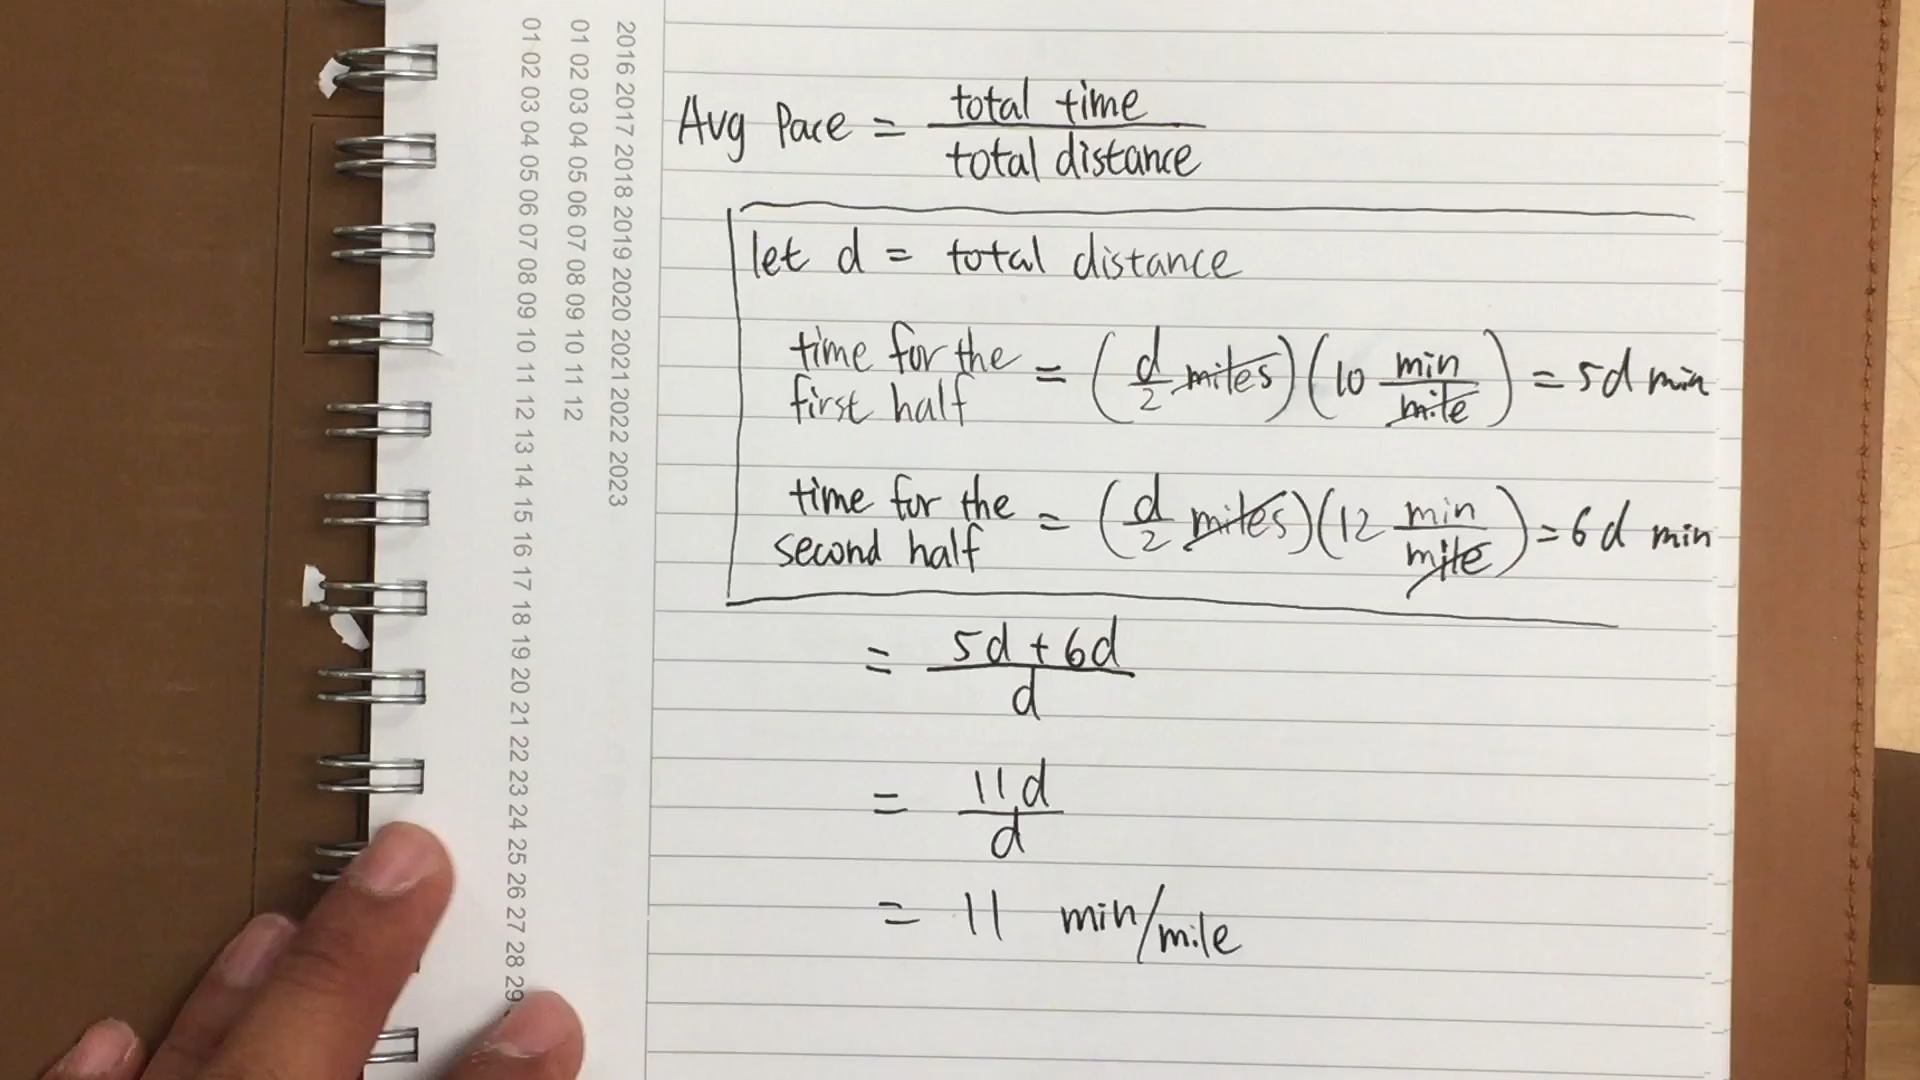 2016 2017 2018 2019 2020 2021 2022 2023
01 02 03 04 05 06 07 08 09 10 11 12
01 02 03 04 05 06 07 08 09 10 11 12 13 14 15 16 17 18 19 20 21 22 23 24 25 26 27 28 29
Avg Pace = total time / total distance
let d = total distance
time for the first half = (d/2 miles)(10 min/mile) = 5d min
time for the second half = (d/2 miles)(12 min/mile) = 6d min
= 5d + 6d / d
= 11d / d
= 11 min/mile